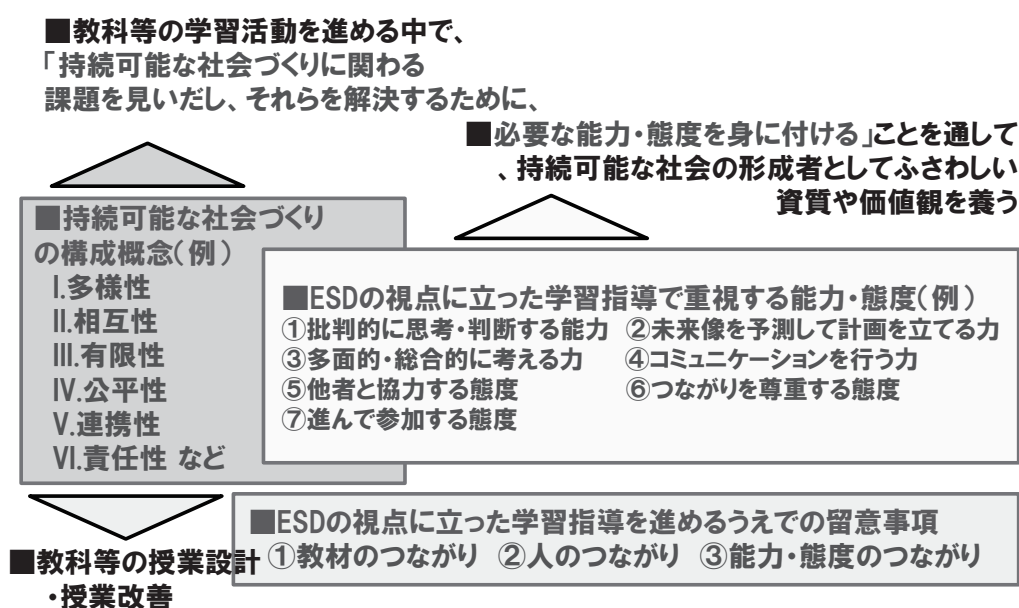 ■教科等の学習活動を進める中で、
「持続可能な社会づくりに関わる
課題を見いだし、それらを解決するために、
■必要な能力・態度を身に付ける」ことを通して
、持続可能な社会の形成者としてふさわしい
資質や価値観を養う
■持続可能な社会づくり
の構成概念(例)
I.多様性
II.相互性
III.有限性
IV.公平性
V.連携性
VI.責任性 など
■ESDの視点に立った学習指導で重視する能力・態度(例)
①批判的に思考・判断する能力 ②未来像を予測して計画を立てる力
③多面的・総合的に考える力 ④コミュニケーションを行う力
⑤他者と協力する態度 ⑥つながりを尊重する態度
⑦進んで参加する態度
■ESDの視点に立った学習指導を進めるうえでの留意事項
①教材のつながり ②人のつながり ③能力・態度のつながり
■教科等の授業設計
・授業改善